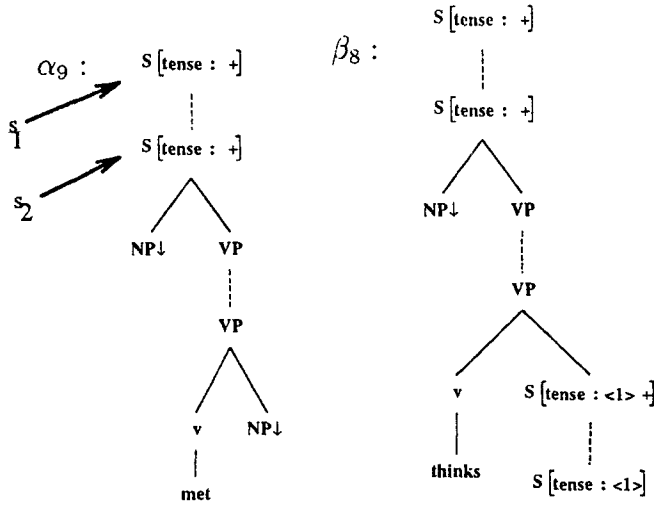 α₉ :
S [tense : +]
s₁
S [tense : +]
s₂
NP↓ VP
VP
v NP↓
met
β₈ :
S [tense : +]
S [tense : +]
NP↓ VP
VP
v S [tense : <1> +]
thinks
S [tense : <1>]